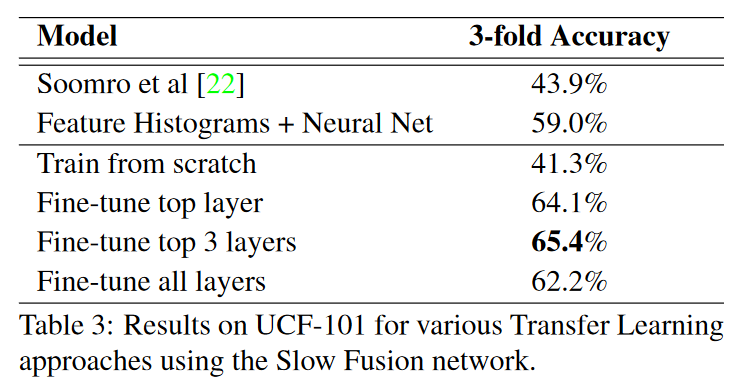 Model 3-fold Accuracy
Soomro et al [22] 43.9%
Feature Histograms + Neural Net 59.0%
Train from scratch 41.3%
Fine-tune top layer 64.1%
Fine-tune top 3 layers 65.4%
Fine-tune all layers 62.2%
Table 3: Results on UCF-101 for various Transfer Learning
approaches using the Slow Fusion network.